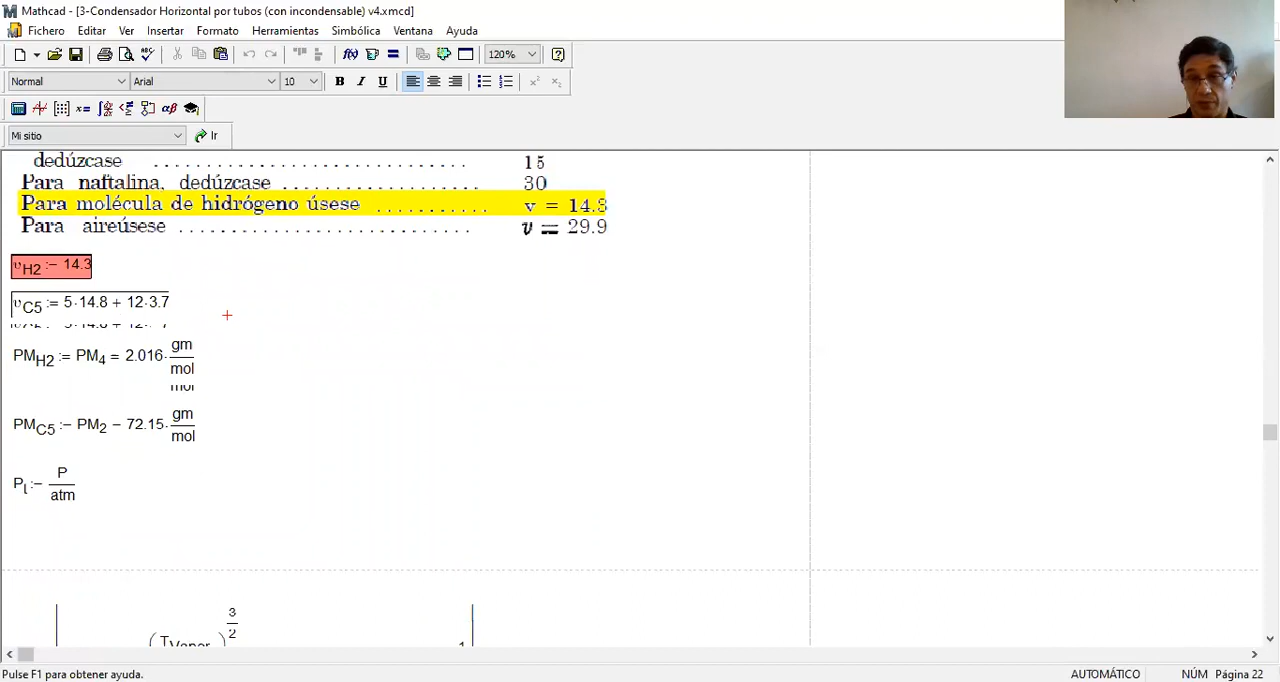 Mathcad - [3-Condensador Horizontal por tubos (con incondensable) v4.xmcd]
Fichero Editar Ver Insertar Formato Herramientas Simbólica Ventana Ayuda
120%
Normal Arial 10 B I U
Mi sitio Ir
dedúzcase .............................. 15
Para naftalina, dedúzcase ................... 30
Para molécula de hidrógeno úsese ........... v = 14.3
Para aireúsese ............................ v = 29.9
υH2 := 14.3
υC5 := 5·14.8 + 12·3.7
PMH2 := PM4 = 2.016· gm/mol
PMC5 := PM2 = 72.15· gm/mol
Pt := P/atm
3/2
(TVapor)
1
Pulse F1 para obtener ayuda. AUTOMÁTICO NÚM Página 22